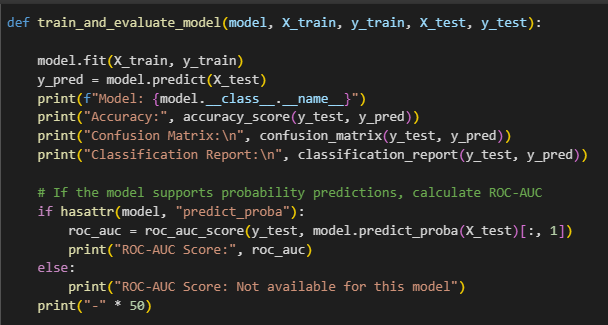 def train_and_evaluate_model(model, X_train, y_train, X_test, y_test):
    model.fit(X_train, y_train)
    y_pred = model.predict(X_test)
    print(f"Model: {model.__class__.__name__}")
    print("Accuracy:", accuracy_score(y_test, y_pred))
    print("Confusion Matrix:\n", confusion_matrix(y_test, y_pred))
    print("Classification Report:\n", classification_report(y_test, y_pred))
    # If the model supports probability predictions, calculate ROC-AUC
    if hasattr(model, "predict_proba"):
        roc_auc = roc_auc_score(y_test, model.predict_proba(X_test)[:, 1])
        print("ROC-AUC Score:", roc_auc)
    else:
        print("ROC-AUC Score: Not available for this model")
    print("-" * 50)